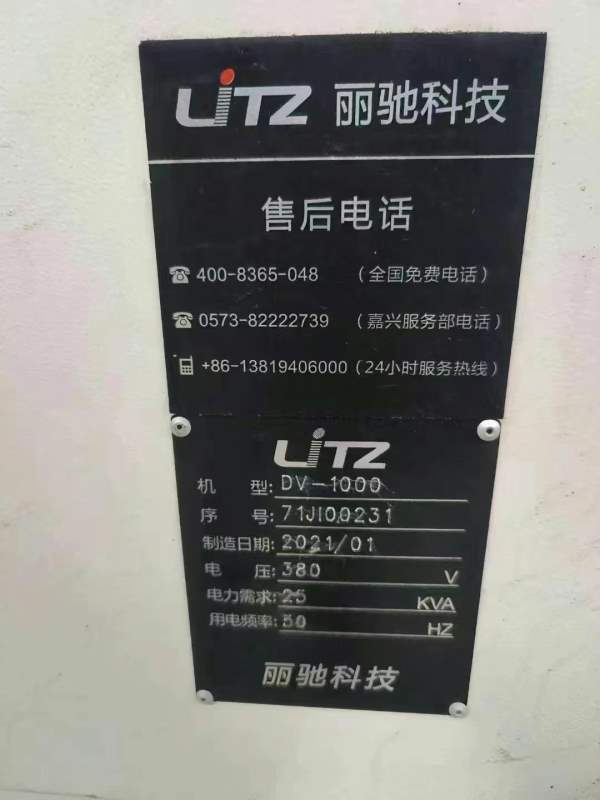 LiTZ 丽驰科技
售后电话
400-8365-048 （全国免费电话）
0573-82222739 （嘉兴服务部电话）
+86-13819406000（24小时服务热线）
LiTZ
机 型: DV-1000
序 号: 71JI00231
制造日期: 2021/01
电 压: 380 V
电力需求: 25 KVA
用电频率: 50 HZ
丽驰科技